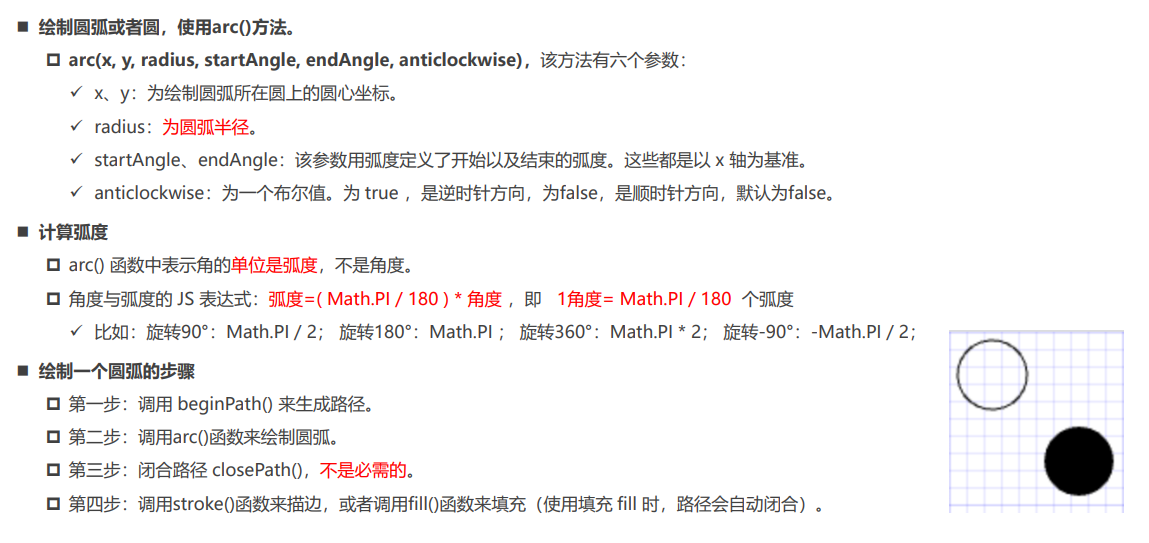 绘制圆弧或者圆，使用arc()方法。
arc(x, y, radius, startAngle, endAngle, anticlockwise)，该方法有六个参数：
x、y：为绘制圆弧所在圆上的圆心坐标。
radius：为圆弧半径。
startAngle、endAngle：该参数用弧度定义了开始以及结束的弧度。这些都是以 x 轴为基准。
anticlockwise：为一个布尔值。为 true ，是逆时针方向，为false，是顺时针方向，默认为false。
计算弧度
arc() 函数中表示角的单位是弧度，不是角度。
角度与弧度的 JS 表达式：弧度=( Math.PI / 180 ) * 角度 ，即 1角度= Math.PI / 180 个弧度
比如：旋转90°：Math.PI / 2； 旋转180°：Math.PI ； 旋转360°：Math.PI * 2； 旋转-90°：-Math.PI / 2；
绘制一个圆弧的步骤
第一步：调用 beginPath() 来生成路径。
第二步：调用arc()函数来绘制圆弧。
第三步：闭合路径 closePath()，不是必需的。
第四步：调用stroke()函数来描边，或者调用fill()函数来填充（使用填充 fill 时，路径会自动闭合）。